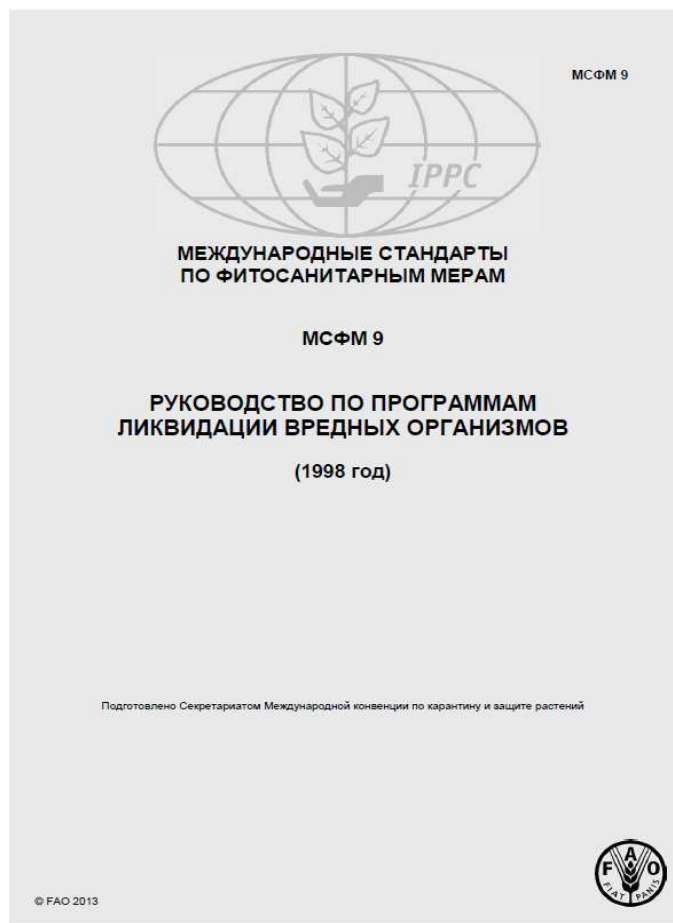 МСФМ 9
IPPC
МЕЖДУНАРОДНЫЕ СТАНДАРТЫ
ПО ФИТОСАНИТАРНЫМ МЕРАМ
МСФМ 9
РУКОВОДСТВО ПО ПРОГРАММАМ
ЛИКВИДАЦИИ ВРЕДНЫХ ОРГАНИЗМОВ
(1998 год)
Подготовлено Секретариатом Международной конвенции по карантину и защите растений
F A O
FIAT PANIS
© FAO 2013